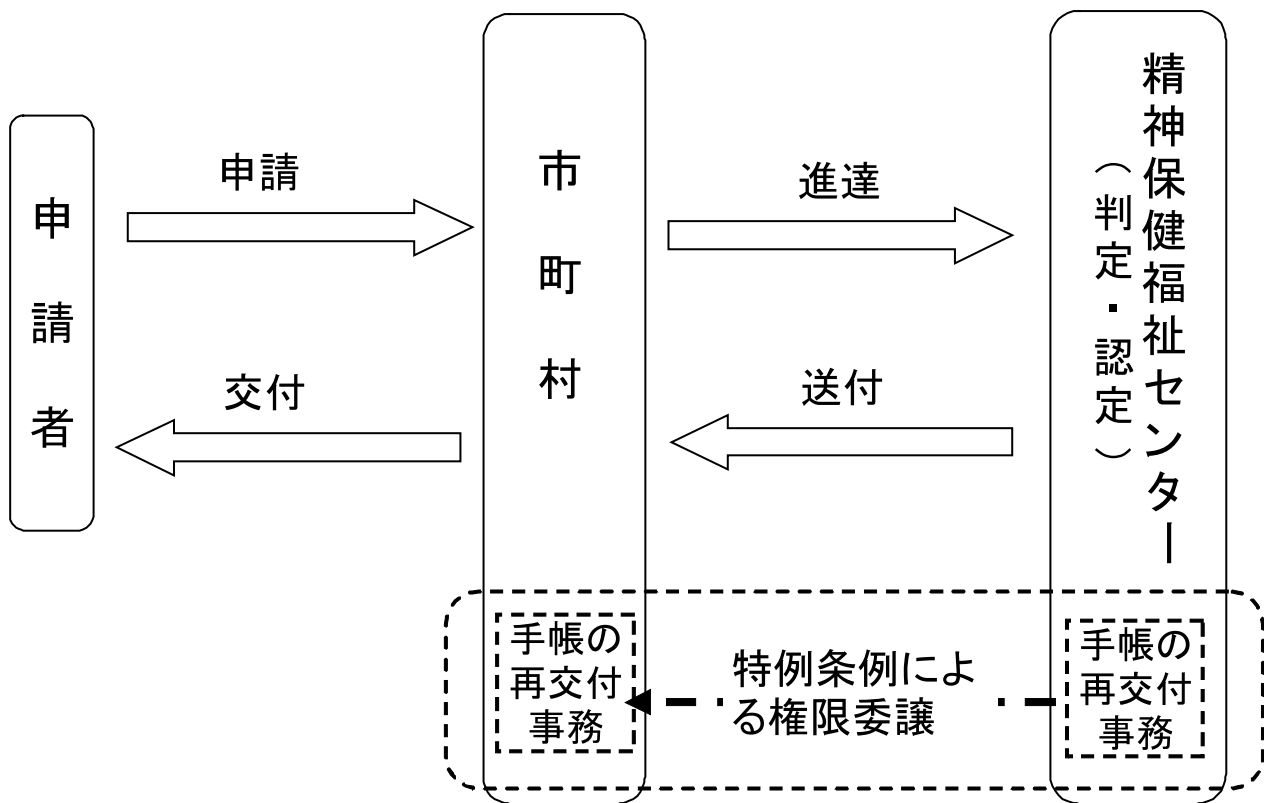 申請者
申請
交付
市町村
進達
送付
精神保健福祉センター
（判定・認定）
手帳の
再交付
事務
特例条例によ
る権限委譲
手帳の
再交付
事務